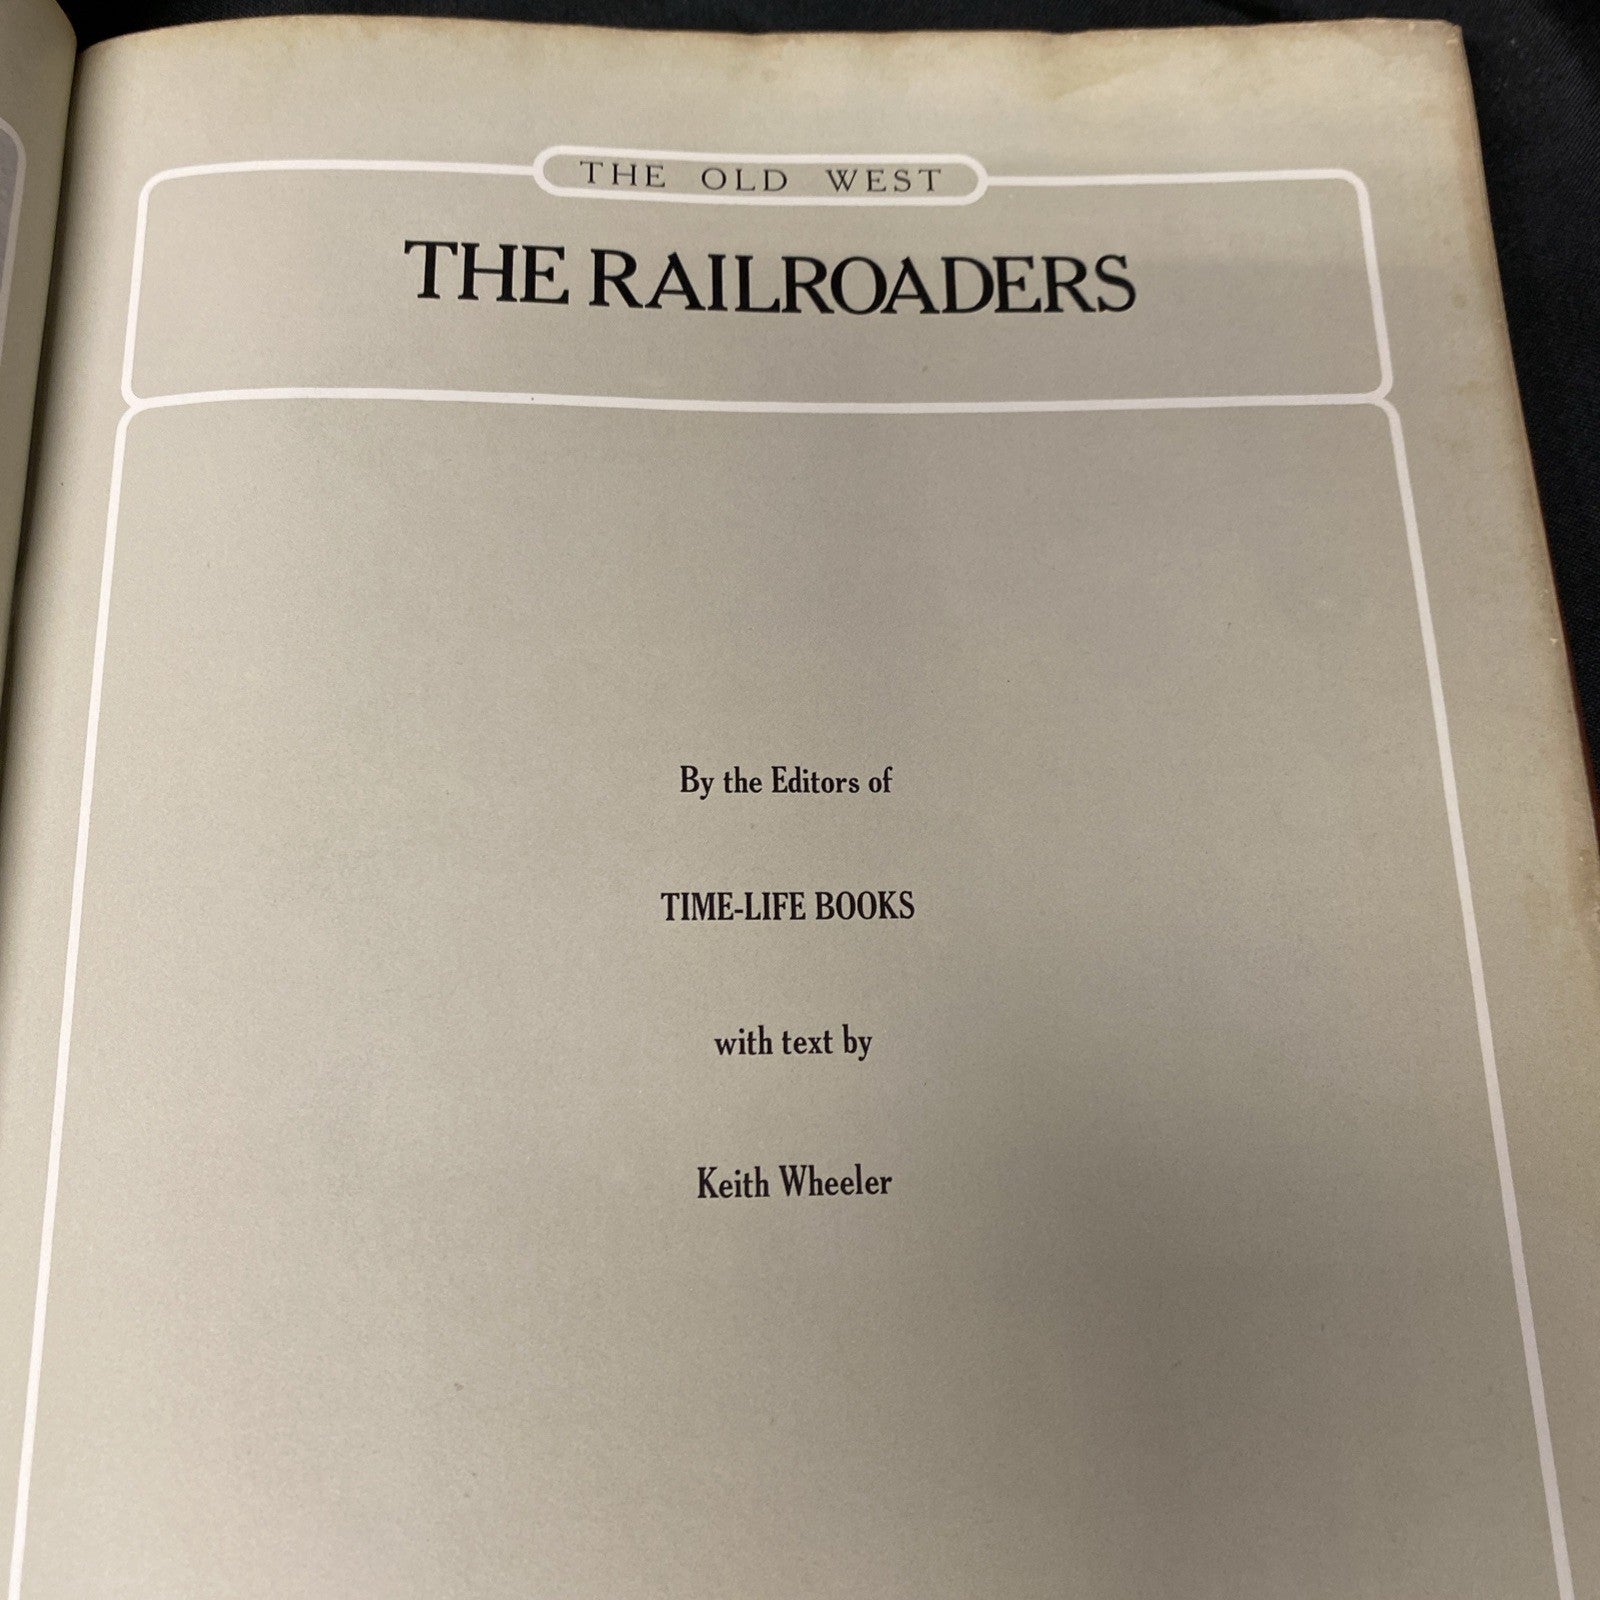 THE OLD WEST
THE RAILROADERS
By the Editors of
TIME-LIFE BOOKS
with text by
Keith Wheeler